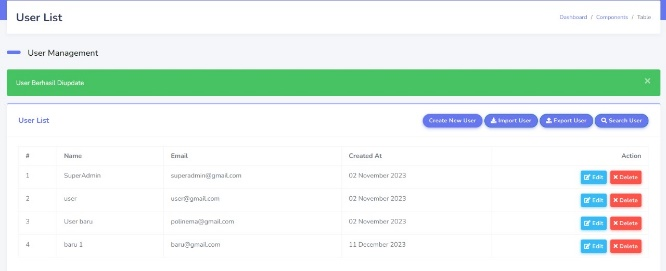 User List
Dashboard / Components / Table
User Management
User Berhasil Diupdate ×
User List
Create New User Import User Export User Search User
# Name Email Created At Action
1 SuperAdmin superadmin@gmail.com 02 November 2023 Edit Delete
2 user user@gmail.com 02 November 2023 Edit Delete
3 User baru polinema@gmail.com 02 November 2023 Edit Delete
4 baru 1 baru@gmail.com 11 December 2023 Edit Delete